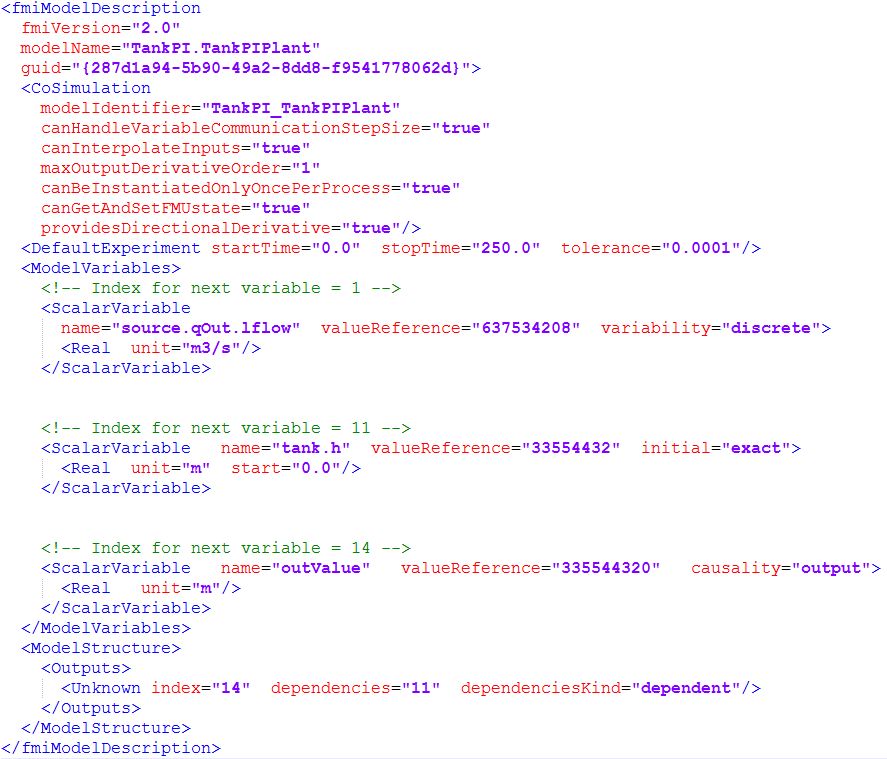 <fmiModelDescription
fmiVersion="2.0"
modelName="TankPI.TankPIPlant"
guid="{287d1a94-5b90-49a2-8dd8-f9541778062d}">
<CoSimulation
modelIdentifier="TankPI_TankPIPlant"
canHandleVariableCommunicationStepSize="true"
canInterpolateInputs="true"
maxOutputDerivativeOrder="1"
canBeInstantiatedOnlyOncePerProcess="true"
canGetAndSetFMUstate="true"
providesDirectionalDerivative="true"/>
<DefaultExperiment startTime="0.0" stopTime="250.0" tolerance="0.0001"/>
<ModelVariables>
<!-- Index for next variable = 1 -->
<ScalarVariable
name="source.qOut.lflow" valueReference="637534208" variability="discrete">
<Real unit="m3/s"/>
</ScalarVariable>
<!-- Index for next variable = 11 -->
<ScalarVariable name="tank.h" valueReference="33554432" initial="exact">
<Real unit="m" start="0.0"/>
</ScalarVariable>
<!-- Index for next variable = 14 -->
<ScalarVariable name="outValue" valueReference="335544320" causality="output">
<Real unit="m"/>
</ScalarVariable>
</ModelVariables>
<ModelStructure>
<Outputs>
<Unknown index="14" dependencies="11" dependenciesKind="dependent"/>
</Outputs>
</ModelStructure>
</fmiModelDescription>